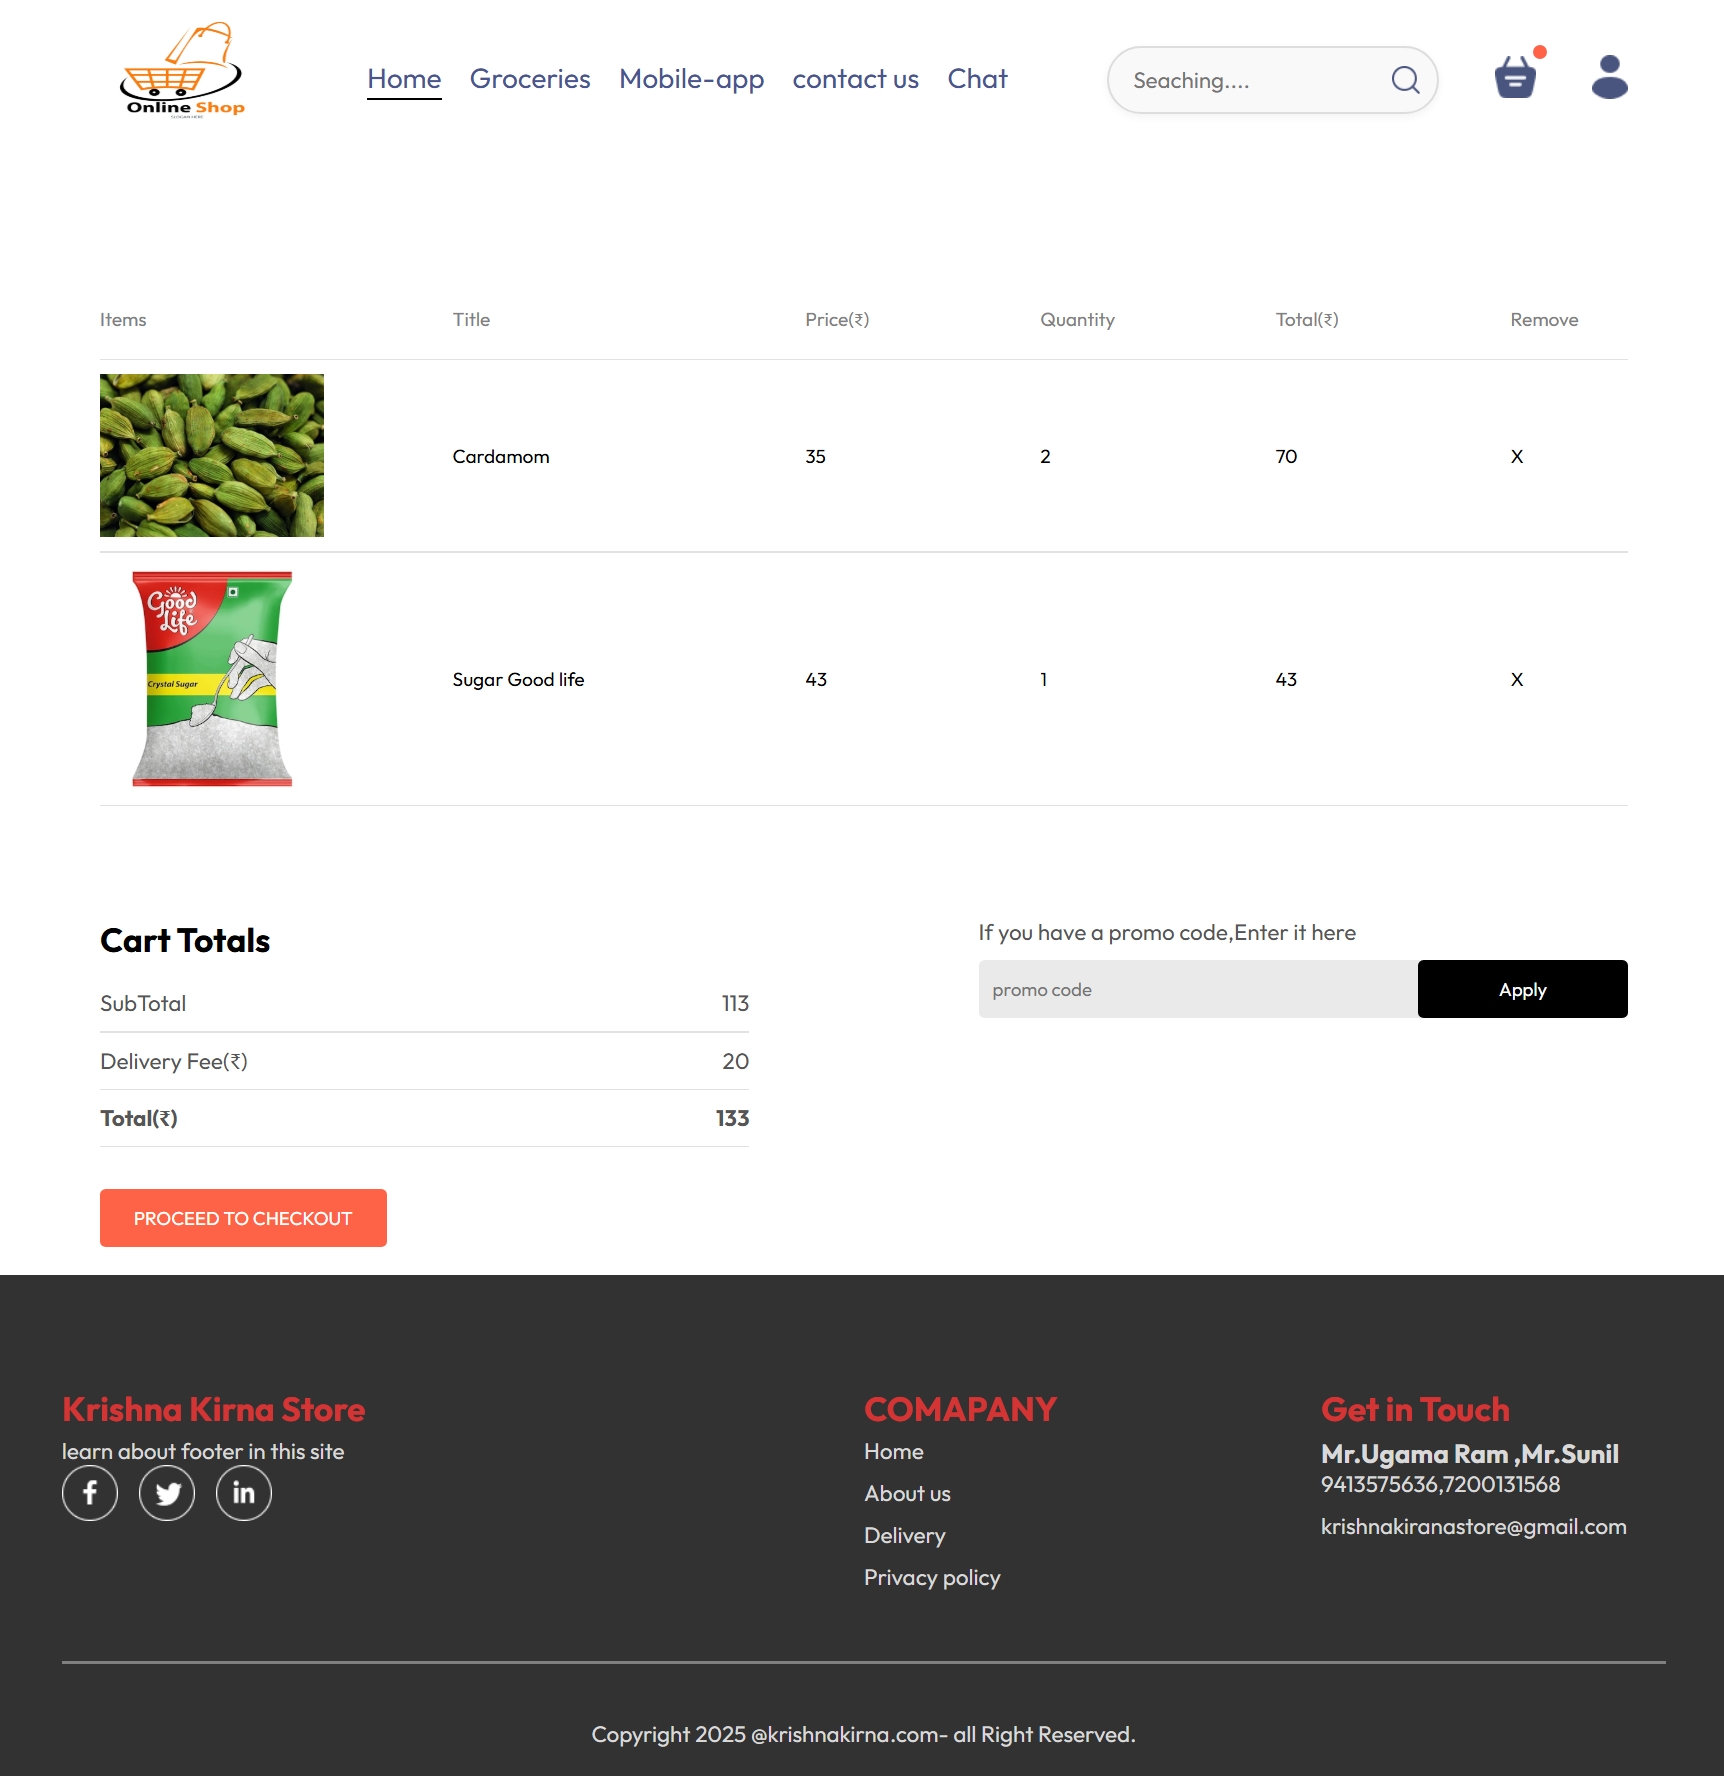 Online Shop
SLOGAN HERE
Home Groceries Mobile-app contact us Chat
Seaching....
Items Title Price(₹) Quantity Total(₹) Remove
Cardamom 35 2 70 X
Good Life
Crystal Sugar
Sugar Good life 43 1 43 X
Cart Totals
SubTotal 113
Delivery Fee(₹) 20
Total(₹) 133
PROCEED TO CHECKOUT
If you have a promo code,Enter it here
promo code Apply
Krishna Kirna Store
learn about footer in this site
f in
COMAPANY
Home
About us
Delivery
Privacy policy
Get in Touch
Mr.Ugama Ram ,Mr.Sunil
9413575636,7200131568
krishnakiranastore@gmail.com
Copyright 2025 @krishnakirna.com- all Right Reserved.